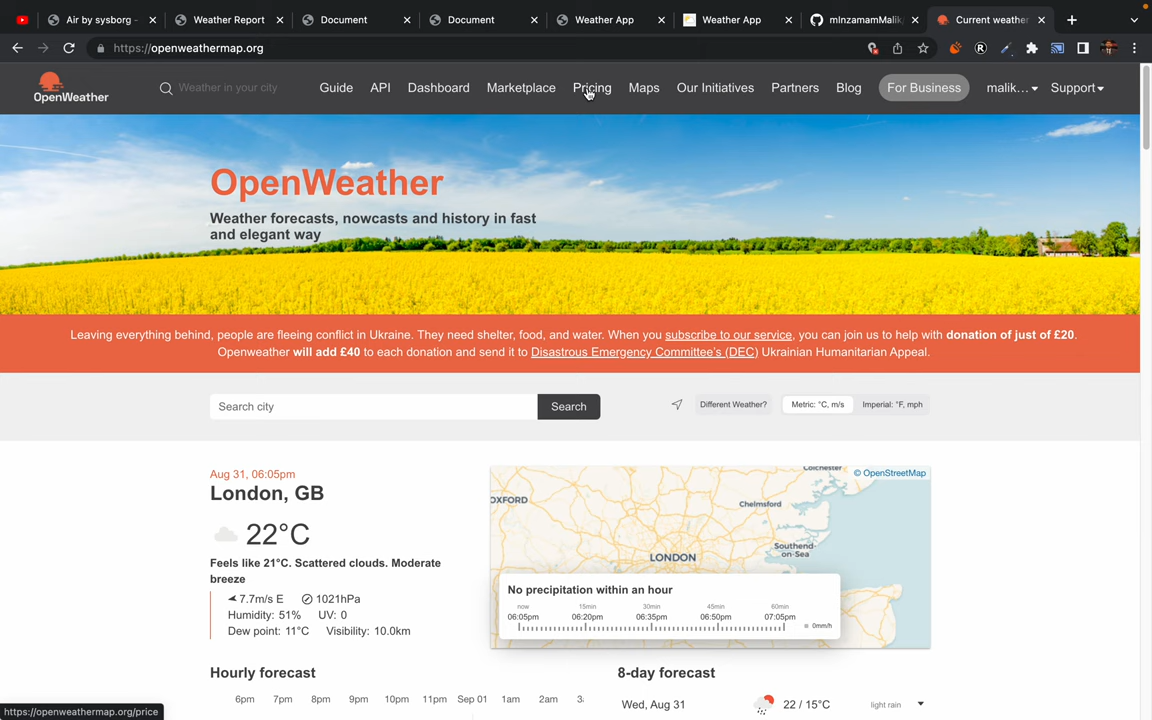 Air by sysborg -
Weather Report
Document
Document
Weather App
Weather App
mInzamamMalik
Current weather
https://openweathermap.org
OpenWeather
Weather in your city
Guide
API
Dashboard
Marketplace
Pricing
Maps
Our Initiatives
Partners
Blog
For Business
malik...
Support
OpenWeather
Weather forecasts, nowcasts and history in fast
and elegant way
Leaving everything behind, people are fleeing conflict in Ukraine. They need shelter, food, and water. When you subscribe to our service, you can join us to help with donation of just of £20.
Openweather will add £40 to each donation and send it to Disastrous Emergency Committee's (DEC) Ukrainian Humanitarian Appeal.
Search city
Search
Different Weather?
Metric: °C, m/s
Imperial: °F, mph
Aug 31, 06:05pm
London, GB
22°C
Feels like 21°C. Scattered clouds. Moderate
breeze
7.7m/s E 1021hPa
Humidity: 51% UV: 0
Dew point: 11°C Visibility: 10.0km
© OpenStreetMap
Colchester
OXFORD
Chelmsford
LONDON
Southend-
on-Sea
No precipitation within an hour
now 15min 30min 45min 60min
06:05pm 06:20pm 06:35pm 06:50pm 07:05pm
0mm/h
Hourly forecast
6pm 7pm 8pm 9pm 10pm 11pm Sep 01 1am 2am 3
8-day forecast
Wed, Aug 31 22 / 15°C light rain
https://openweathermap.org/price